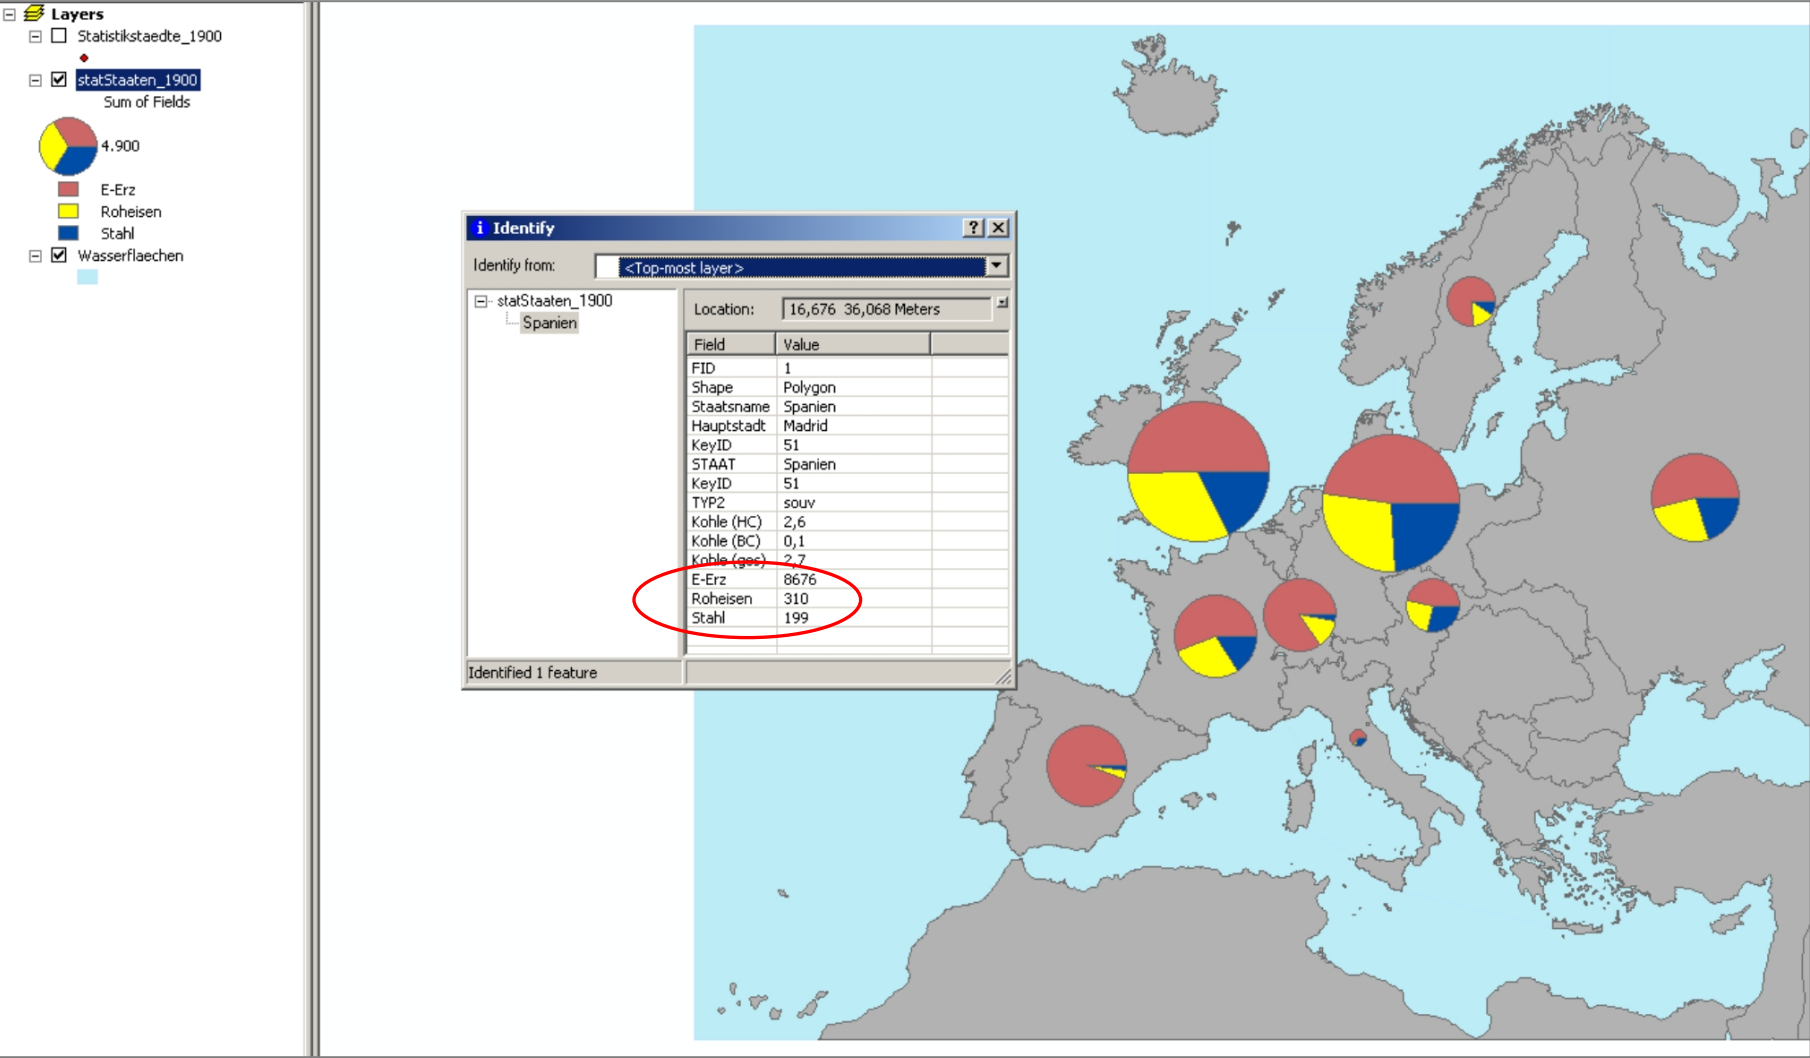 Layers
Statistikstaedte_1900
statStaaten_1900
Sum of Fields
4.900
E-Erz
Roheisen
Stahl
Wasserflaechen
Identify
Identify from: <Top-most layer>
statStaaten_1900
Spanien
Location: 16,676 36,068 Meters
Field Value
FID 1
Shape Polygon
Staatsname Spanien
Hauptstadt Madrid
KeyID 51
STAAT Spanien
KeyID 51
TYP2 souv
Kohle (HC) 2,6
Kohle (BC) 0,1
Kohle (ges) 2,7
E-Erz 8676
Roheisen 310
Stahl 199
Identified 1 feature